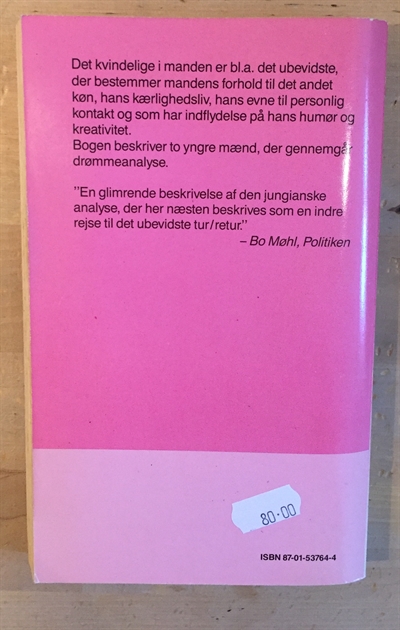 Det kvindelige i manden er bl.a. det ubevidste,
der bestemmer mandens forhold til det andet
køn, hans kærlighedsliv, hans evne til personlig
kontakt og som har indflydelse på hans humør og
kreativitet.
Bogen beskriver to yngre mænd, der gennemgår
drømmeanalyse.
"En glimrende beskrivelse af den jungianske
analyse, der her næsten beskrives som en indre
rejse til det ubevidste tur/retur."
– Bo Møhl, Politiken
80.00
ISBN 87-01-53764-4